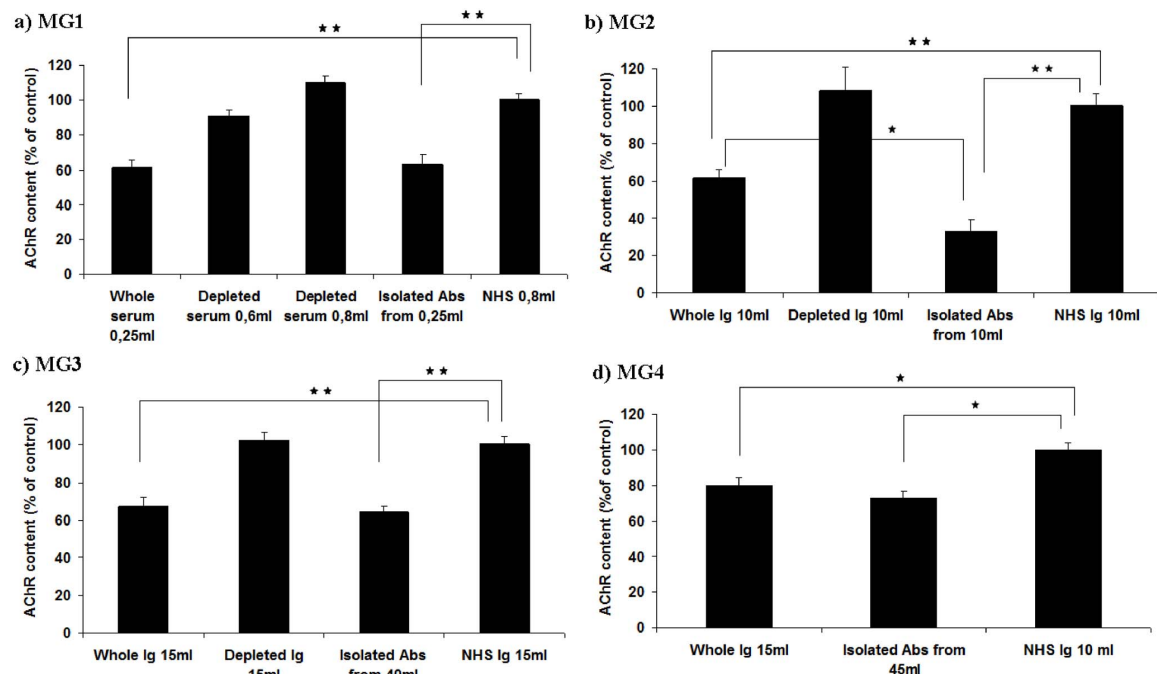 a) MG1
★ ★
★ ★
AChR content (% of control)
120
100
80
60
40
20
0
Whole serum 0,25ml
Depleted serum 0,6ml
Depleted serum 0,8ml
Isolated Abs from 0,25ml
NHS 0,8ml
b) MG2
★ ★
★ ★
★
AChR content (% of control)
120
100
80
60
40
20
0
Whole Ig 10ml
Depleted Ig 10ml
Isolated Abs from 10ml
NHS Ig 10ml
c) MG3
★ ★
★ ★
AChR content (% of control)
120
100
80
60
40
20
0
Whole Ig 15ml
Depleted Ig 15ml
Isolated Abs from 40ml
NHS Ig 15ml
d) MG4
★
★
AChR content (%of control)
120
100
80
60
40
20
0
Whole Ig 15ml
Isolated Abs from 45ml
NHS Ig 10 ml